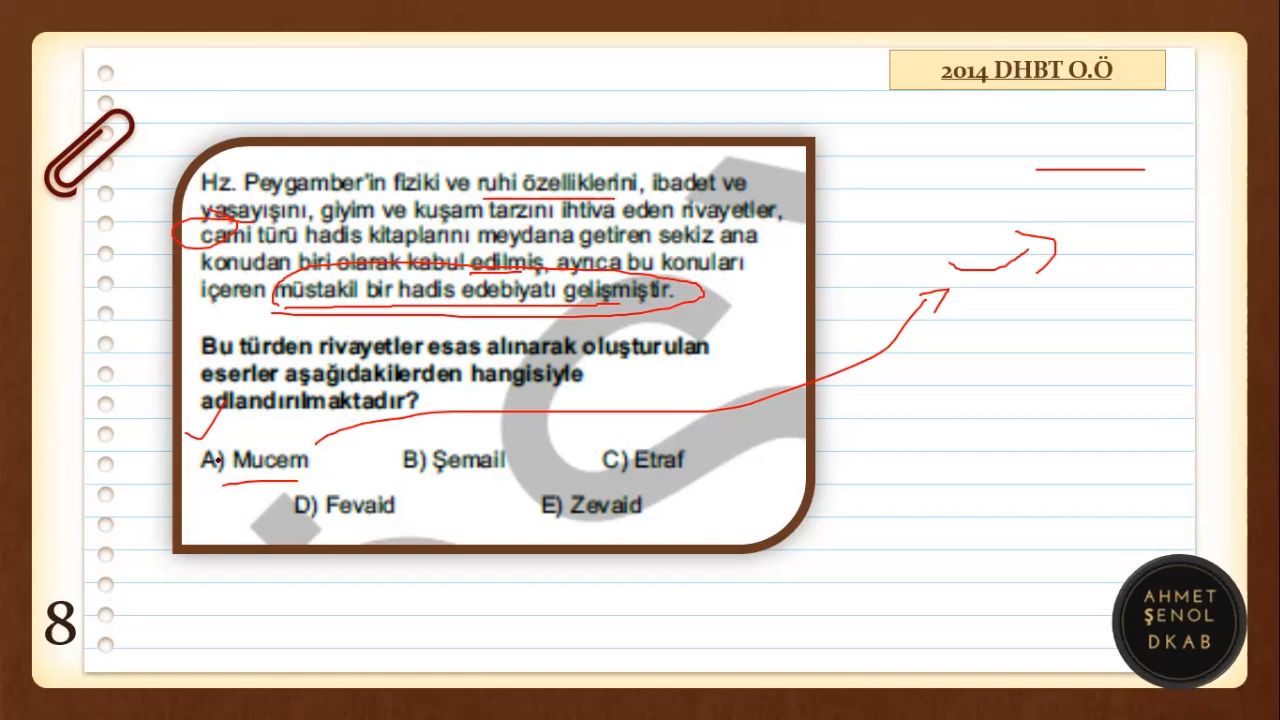 2014 DHBT O.Ö
Hz. Peygamber'in fiziki ve ruhi özelliklerini, ibadet ve
yaşayışını, giyim ve kuşam tarzını ihtiva eden rivayetler,
cami türü hadis kitaplarını meydana getiren sekiz ana
konudan biri olarak kabul edilmiş, ayrıca bu konuları
içeren müstakil bir hadis edebiyatı gelişmiştir.
Bu türden rivayetler esas alınarak oluşturulan
eserler aşağıdakilerden hangisiyle
adlandırılmaktadır?
A) Mucem B) Şemail C) Etraf
D) Fevaid E) Zevaid
8
AHMET
ŞENOL
DKAB